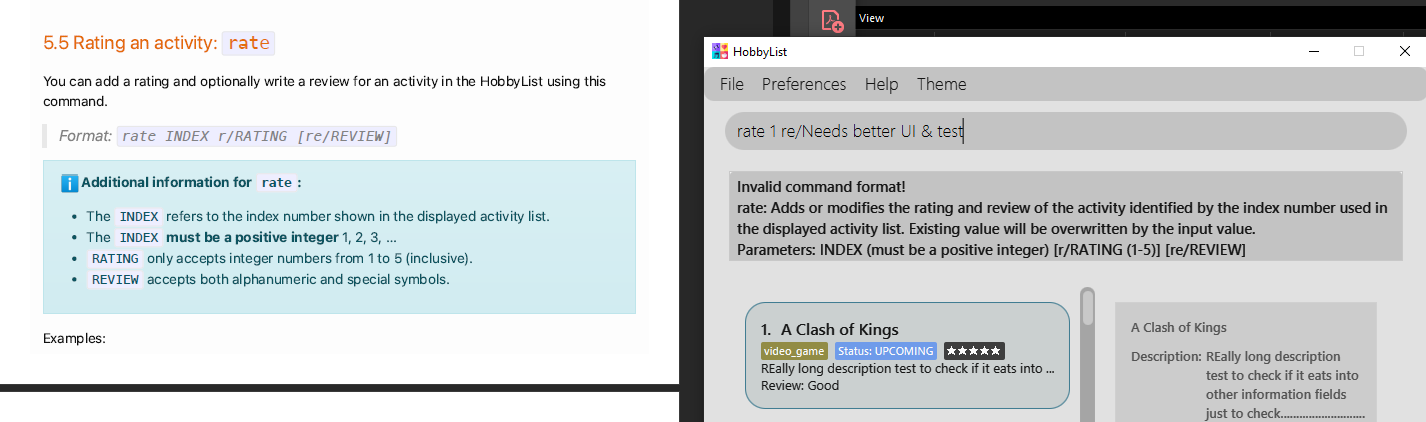 5.5 Rating an activity: rate
You can add a rating and optionally write a review for an activity in the HobbyList using this
command.
Format: rate INDEX r/RATING [re/REVIEW]
Additional information for rate :
The INDEX refers to the index number shown in the displayed activity list.
The INDEX must be a positive integer 1, 2, 3, …
RATING only accepts integer numbers from 1 to 5 (inclusive).
REVIEW accepts both alphanumeric and special symbols.
Examples:
View
HobbyList
File Preferences Help Theme
rate 1 re/Needs better UI & test
Invalid command format!
rate: Adds or modifies the rating and review of the activity identified by the index number used in
the displayed activity list. Existing value will be overwritten by the input value.
Parameters: INDEX (must be a positive integer) [r/RATING (1-5)] [re/REVIEW]
1. A Clash of Kings
video_game Status: UPCOMING ★★★★★
REally long description test to check if it eats into ...
Review: Good
A Clash of Kings
Description: REally long description
test to check if it eats into
other information fields
just to check...........................